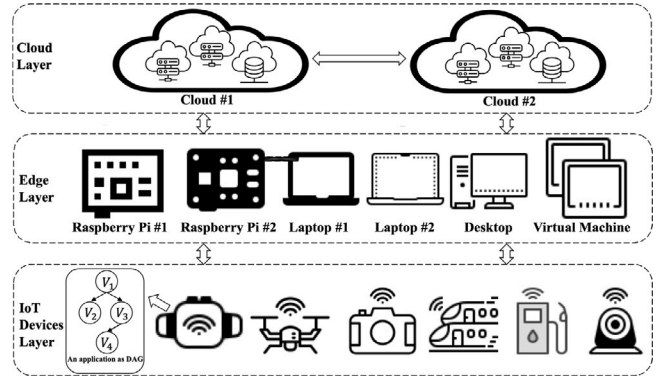 Cloud
Layer
Cloud #1
Cloud #2
Edge
Layer
Raspberry Pi #1
Raspberry Pi #2
Laptop #1
Laptop #2
Desktop
Virtual Machine
IoT
Devices
Layer
V1
V2
V3
V4
An application as DAG